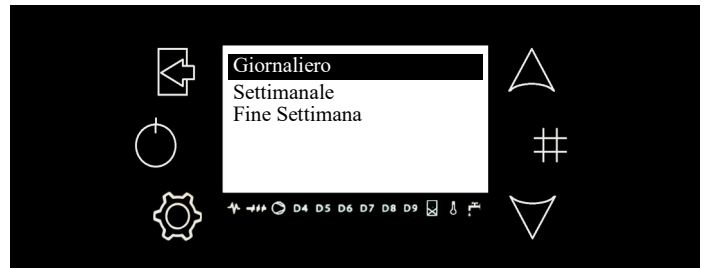 Giornaliero
Settimanale
Fine Settimana
D4 D5 D6 D7 D8 D9